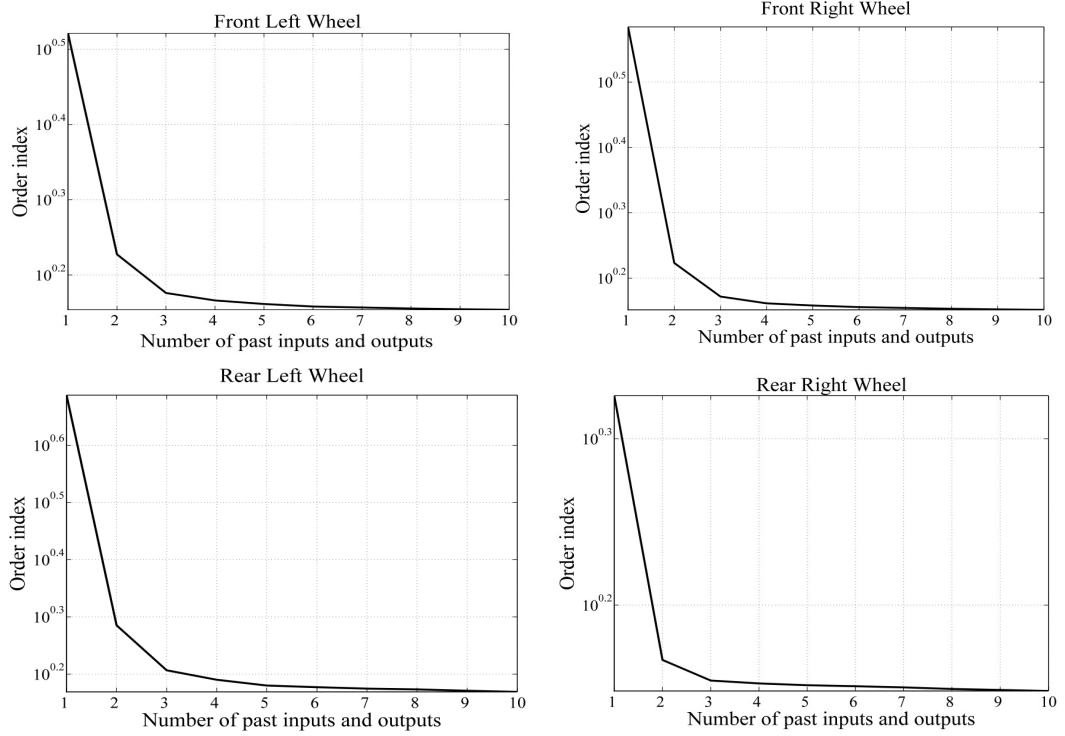 Front Left Wheel
10^0.5
10^0.4
10^0.3
10^0.2
Order index
1 2 3 4 5 6 7 8 9 10
Number of past inputs and outputs
Front Right Wheel
10^0.5
10^0.4
10^0.3
10^0.2
Order index
1 2 3 4 5 6 7 8 9 10
Number of past inputs and outputs
Rear Left Wheel
10^0.6
10^0.5
10^0.4
10^0.3
10^0.2
Order index
1 2 3 4 5 6 7 8 9 10
Number of past inputs and outputs
Rear Right Wheel
10^0.3
10^0.2
Order index
1 2 3 4 5 6 7 8 9 10
Number of past inputs and outputs